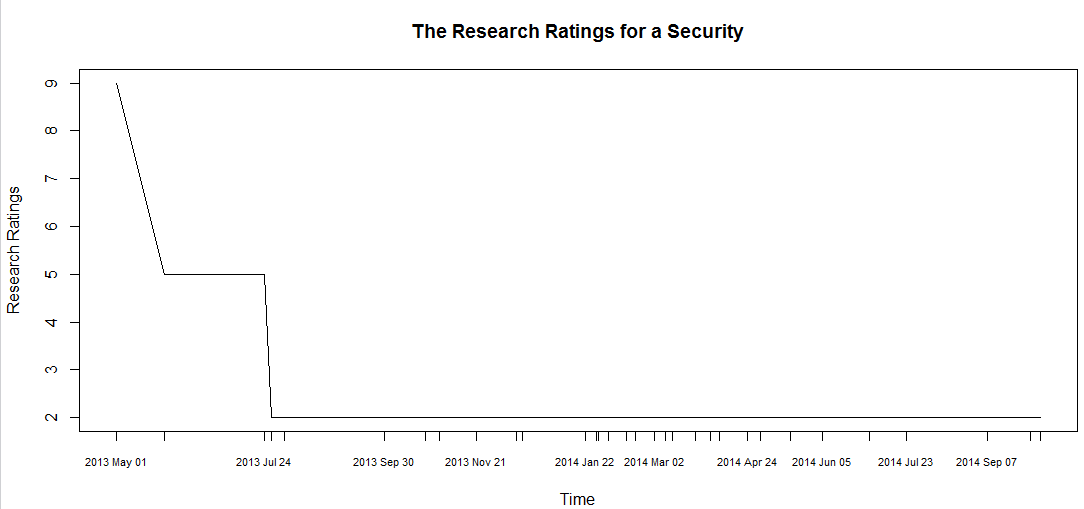 The Research Ratings for a Security
Research Ratings
9
8
7
6
5
4
3
2
2013 May 01 2013 Jul 24 2013 Sep 30 2013 Nov 21 2014 Jan 22 2014 Mar 02 2014 Apr 24 2014 Jun 05 2014 Jul 23 2014 Sep 07
Time